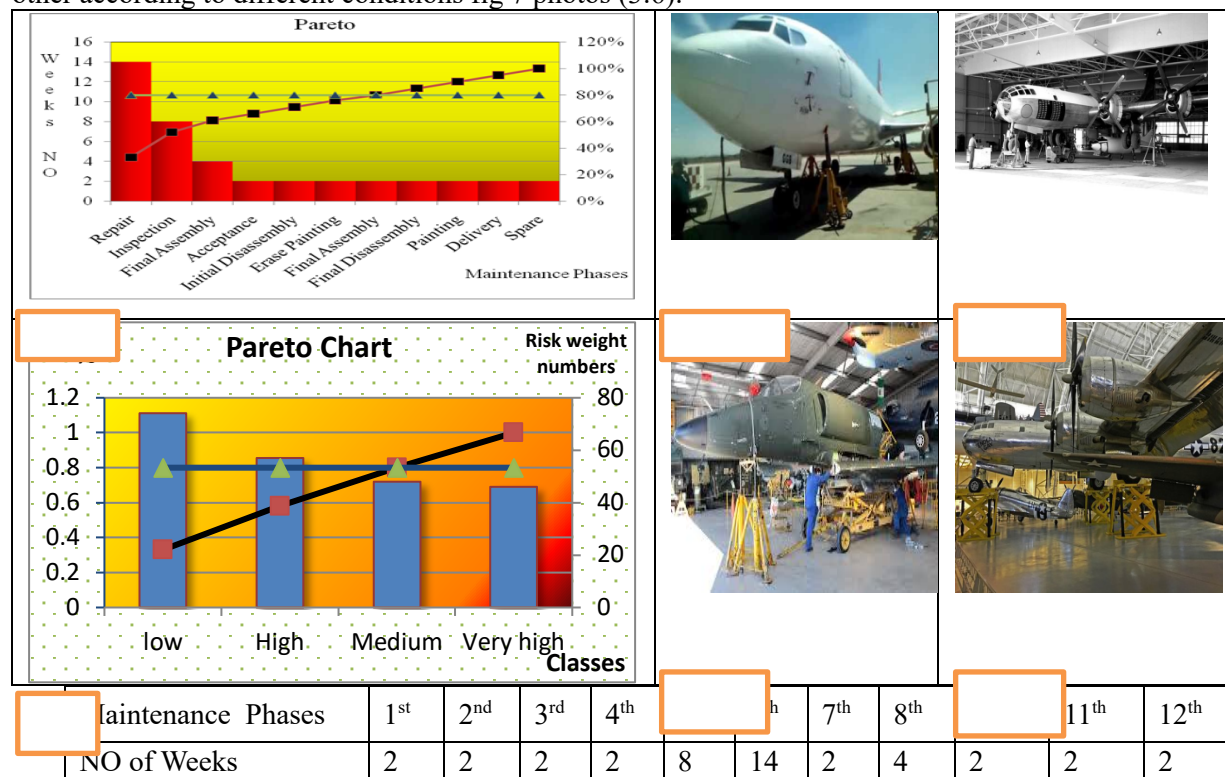 other according to different conditions fig 7 photos
Pareto
Weeks NO
16
14
12
10
8
6
4
2
0
120%
100%
80%
60%
40%
20%
0%
Repair
Inspection
Final Assembly
Acceptance
Initial Disassembly
Erase Painting
Final Assembly
Final Disassembly
Painting
Delivery
Spare
Maintenance Phases
Pareto Chart
Risk weight
numbers
1.2
1
0.8
0.6
0.4
0.2
0
80
60
40
20
0
low High Medium Very high
Classes
aintenance Phases 1st 2nd 3rd 4th h 7th 8th 11th 12th
NO of Weeks 2 2 2 2 8 14 2 4 2 2 2